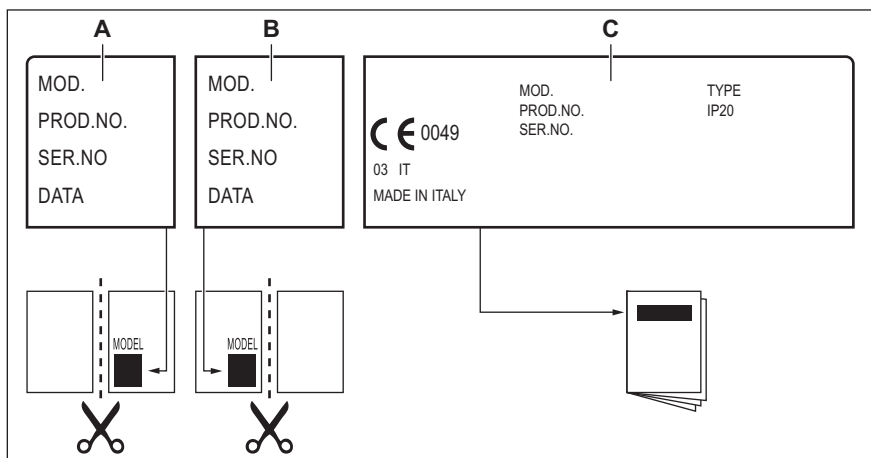 A
B
C
MOD.
PROD.NO.
SER.NO
DATA
MOD.
PROD.NO.
SER.NO
DATA
MOD.
PROD.NO.
SER.NO.
TYPE
IP20
CE 0049
03 IT
MADE IN ITALY
MODEL
MODEL